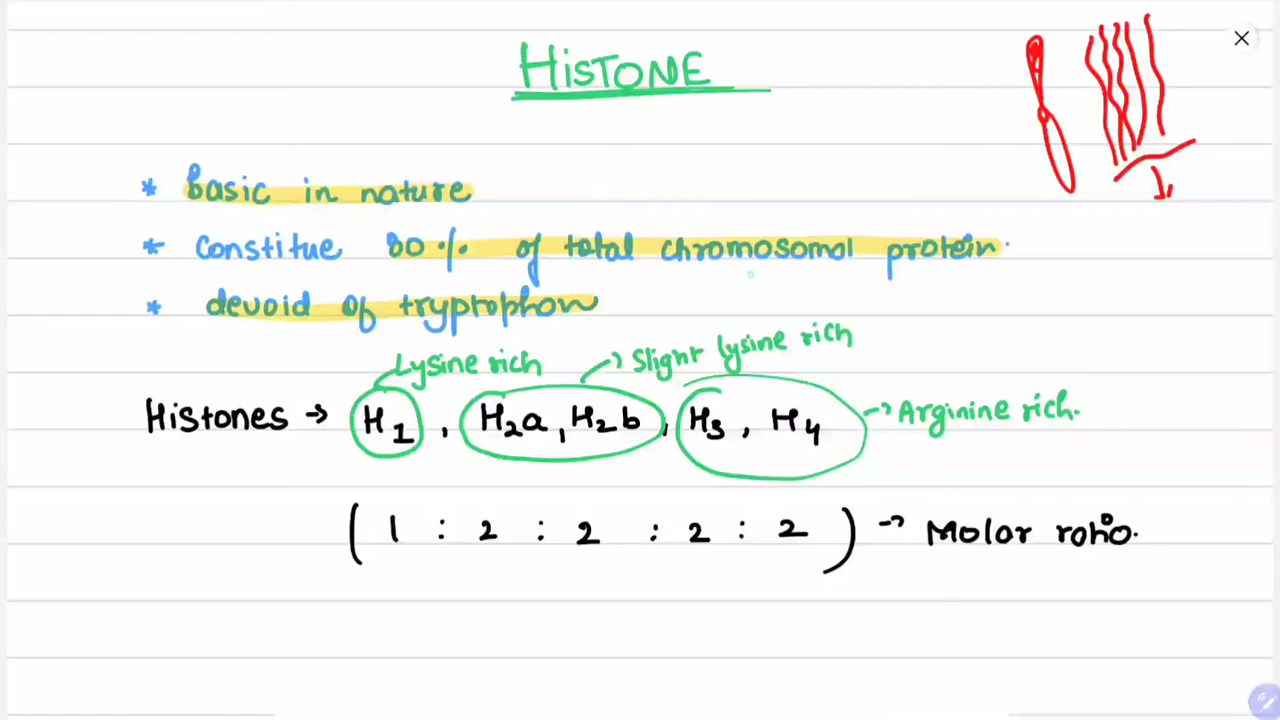 HISTONE
* basic in nature
* constitue 80% of total chromosomal protein.
* devoid of tryptophan
Lysine rich → Slight lysine rich
Histones → H1, H2a, H2b, H3, H4 → Arginine rich.
(1 : 2 : 2 : 2 : 2) → Molar ratio.